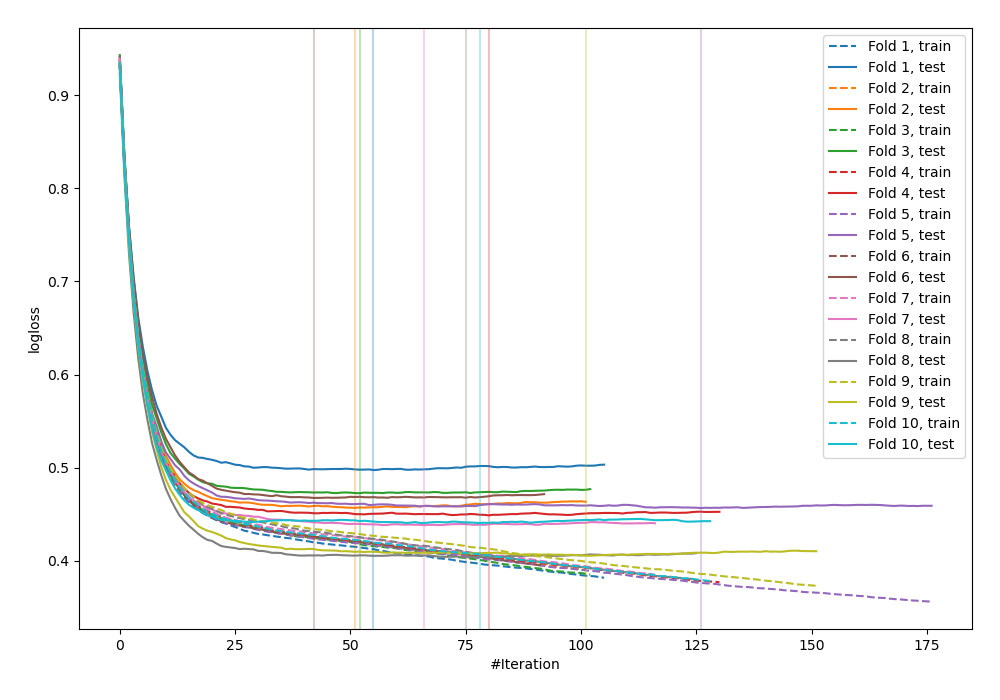 0.9
0.8
0.7
0.6
0.5
0.4
logloss
0
25
50
75
100
125
150
175
#Iteration
Fold 1, train
Fold 1, test
Fold 2, train
Fold 2, test
Fold 3, train
Fold 3, test
Fold 4, train
Fold 4, test
Fold 5, train
Fold 5, test
Fold 6, train
Fold 6, test
Fold 7, train
Fold 7, test
Fold 8, train
Fold 8, test
Fold 9, train
Fold 9, test
Fold 10, train
Fold 10, test